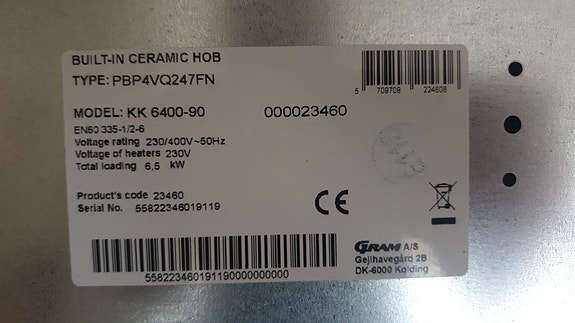 BUILT-IN CERAMIC HOB
TYPE: PBP4VQ247FN
5 709709 224608
MODEL: KK 6400-90 000023460
EN60 335-1/2-6
Voltage rating 230/400V~50Hz
Voltage of heaters 230V
Total loading 6,5 kW
Product's code 23460
Serial No. 55822346019119
CE
55822346019119000000000
GRAM A/S
Gejlhavegård 2B
DK-6000 Kolding